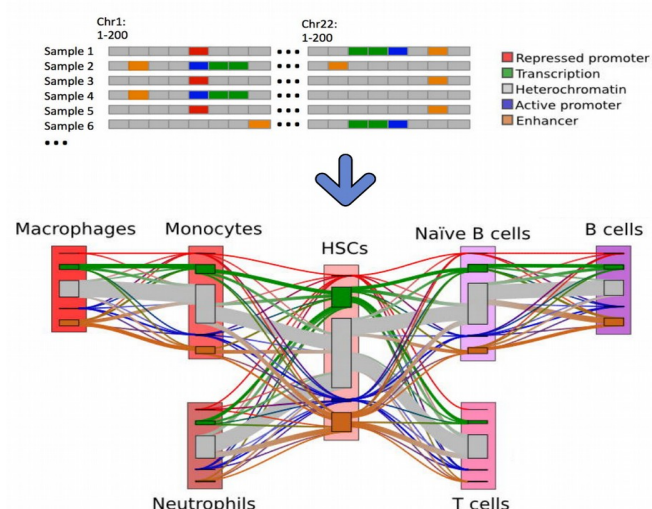 Chr1:
1-200
Chr22:
1-200
Sample 1
Sample 2
Sample 3
Sample 4
Sample 5
Sample 6
Repressed promoter
Transcription
Heterochromatin
Active promoter
Enhancer
Macrophages
Monocytes
HSCs
Naïve B cells
B cells
Neutrophils
T cells